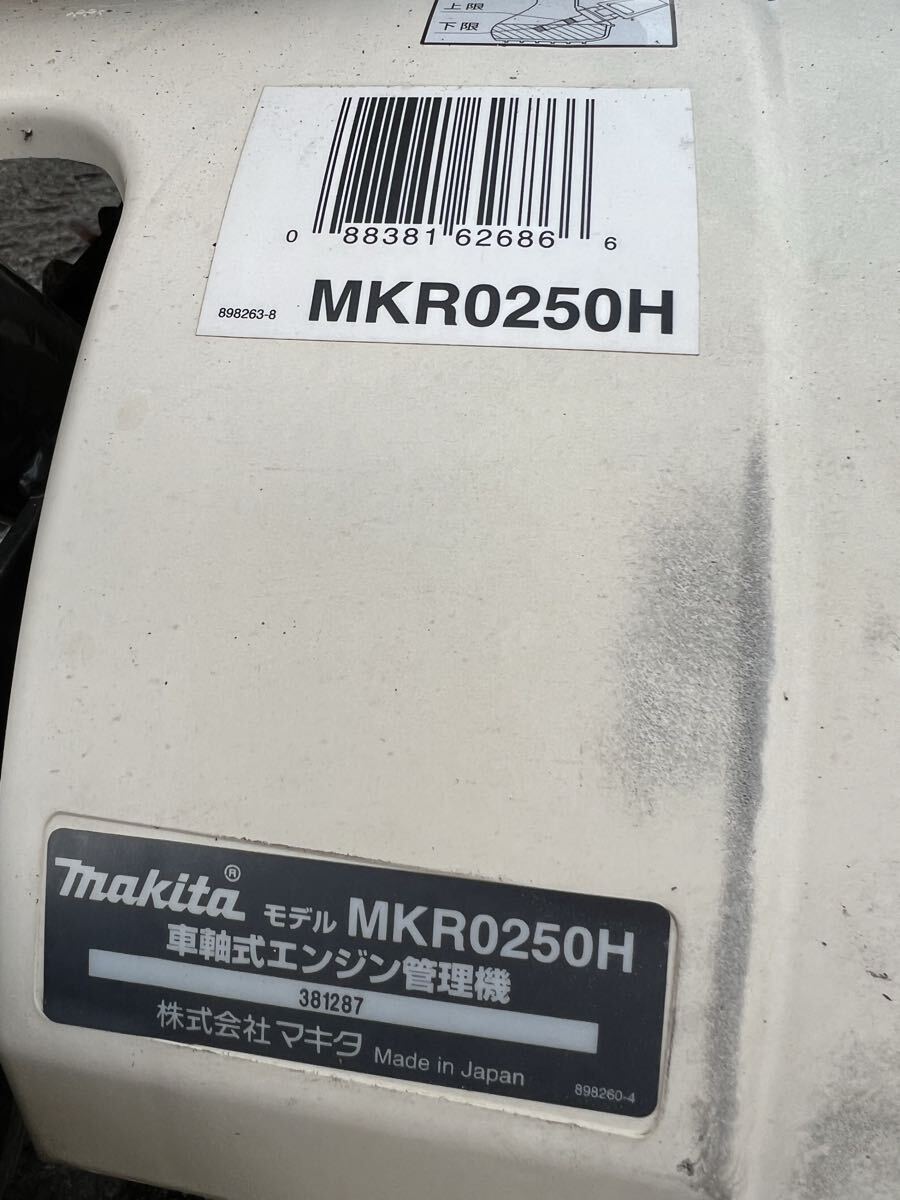 上限
下限
0 88381 62686 6
898263-8 MKR0250H
makita® モデル MKR0250H
車軸式エンジン管理機
381287
株式会社マキタ Made in Japan
898260-4